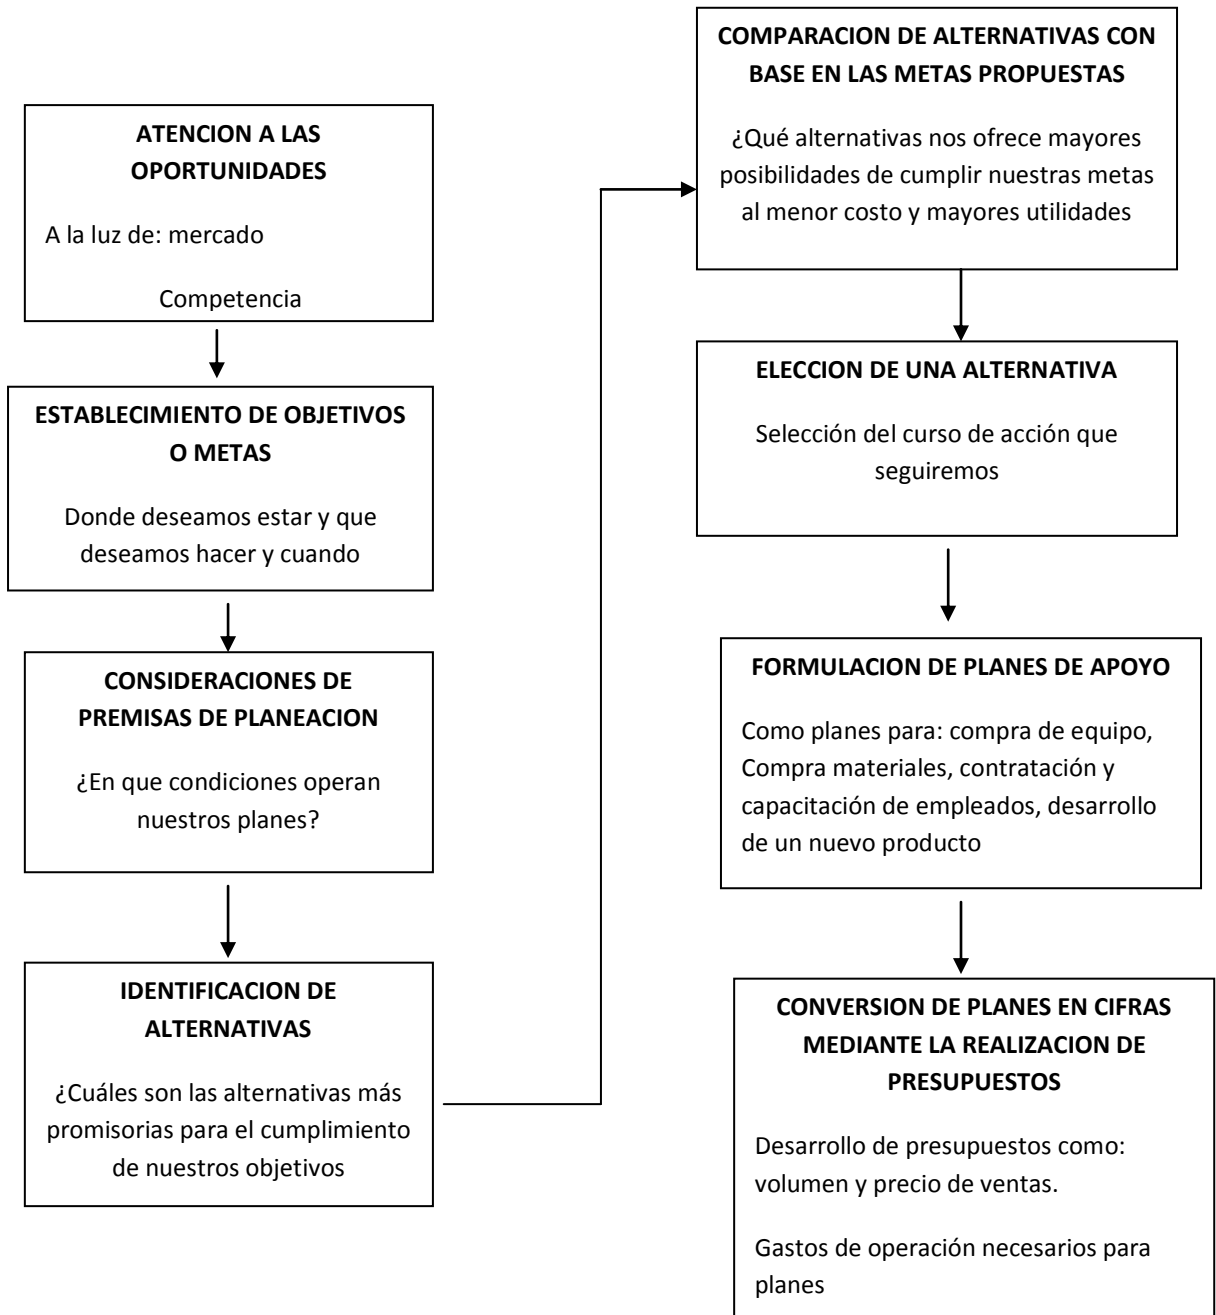 ATENCION A LAS
OPORTUNIDADES
A la luz de: mercado
Competencia
ESTABLECIMIENTO DE OBJETIVOS
O METAS
Donde deseamos estar y que
deseamos hacer y cuando
CONSIDERACIONES DE
PREMISAS DE PLANEACION
¿En que condiciones operan
nuestros planes?
IDENTIFICACION DE
ALTERNATIVAS
¿Cuáles son las alternativas más
promisorias para el cumplimiento
de nuestros objetivos
COMPARACION DE ALTERNATIVAS CON
BASE EN LAS METAS PROPUESTAS
¿Qué alternativas nos ofrece mayores
posibilidades de cumplir nuestras metas
al menor costo y mayores utilidades
ELECCION DE UNA ALTERNATIVA
Selección del curso de acción que
seguiremos
FORMULACION DE PLANES DE APOYO
Como planes para: compra de equipo,
Compra materiales, contratación y
capacitación de empleados, desarrollo
de un nuevo producto
CONVERSION DE PLANES EN CIFRAS
MEDIANTE LA REALIZACION DE
PRESUPUESTOS
Desarrollo de presupuestos como:
volumen y precio de ventas.
Gastos de operación necesarios para
planes